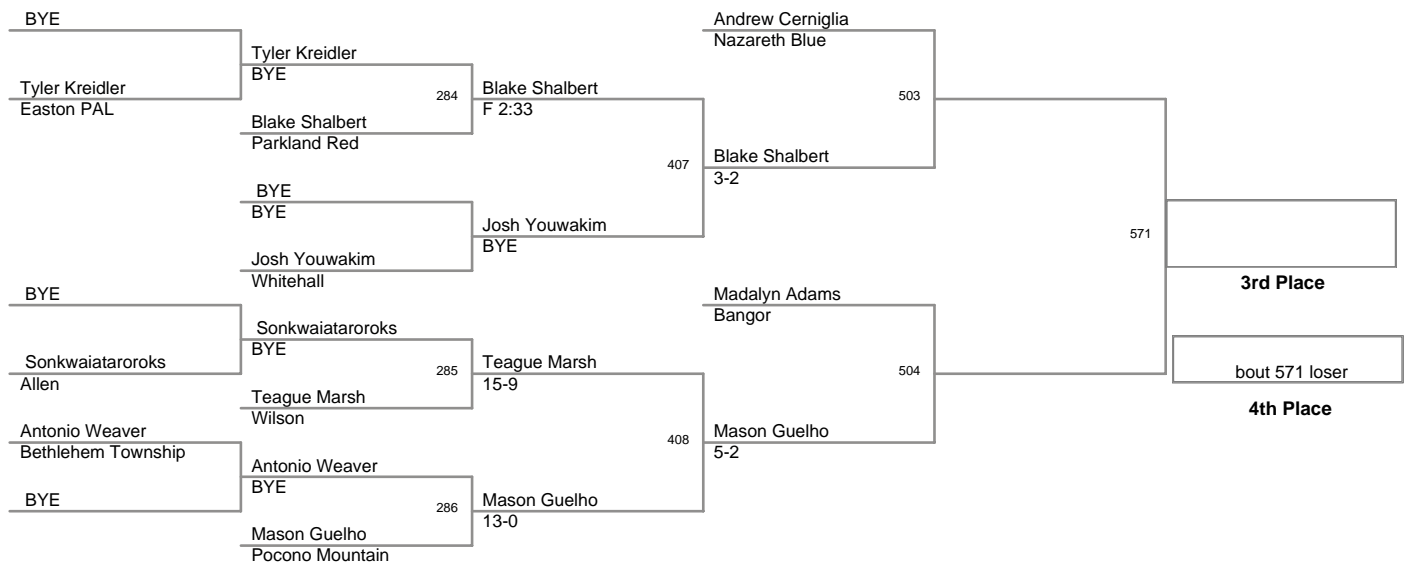 BYE
Tyler Kreidler
Easton PAL
Tyler Kreidler
BYE
284
Blake Shalbert
Parkland Red
Blake Shalbert
F 2:33
BYE
BYE
Josh Youwakim
Whitehall
Josh Youwakim
BYE
407
Andrew Cerniglia
Nazareth Blue
503
Blake Shalbert
3-2
BYE
Sonkwaiataroroks
Allen
Sonkwaiataroroks
BYE
285
Teague Marsh
Wilson
Teague Marsh
15-9
Antonio Weaver
Bethlehem Township
BYE
Antonio Weaver
BYE
286
Mason Guelho
Pocono Mountain
Mason Guelho
13-0
408
Madalyn Adams
Bangor
504
Mason Guelho
5-2
571
3rd Place
bout 571 loser
4th Place